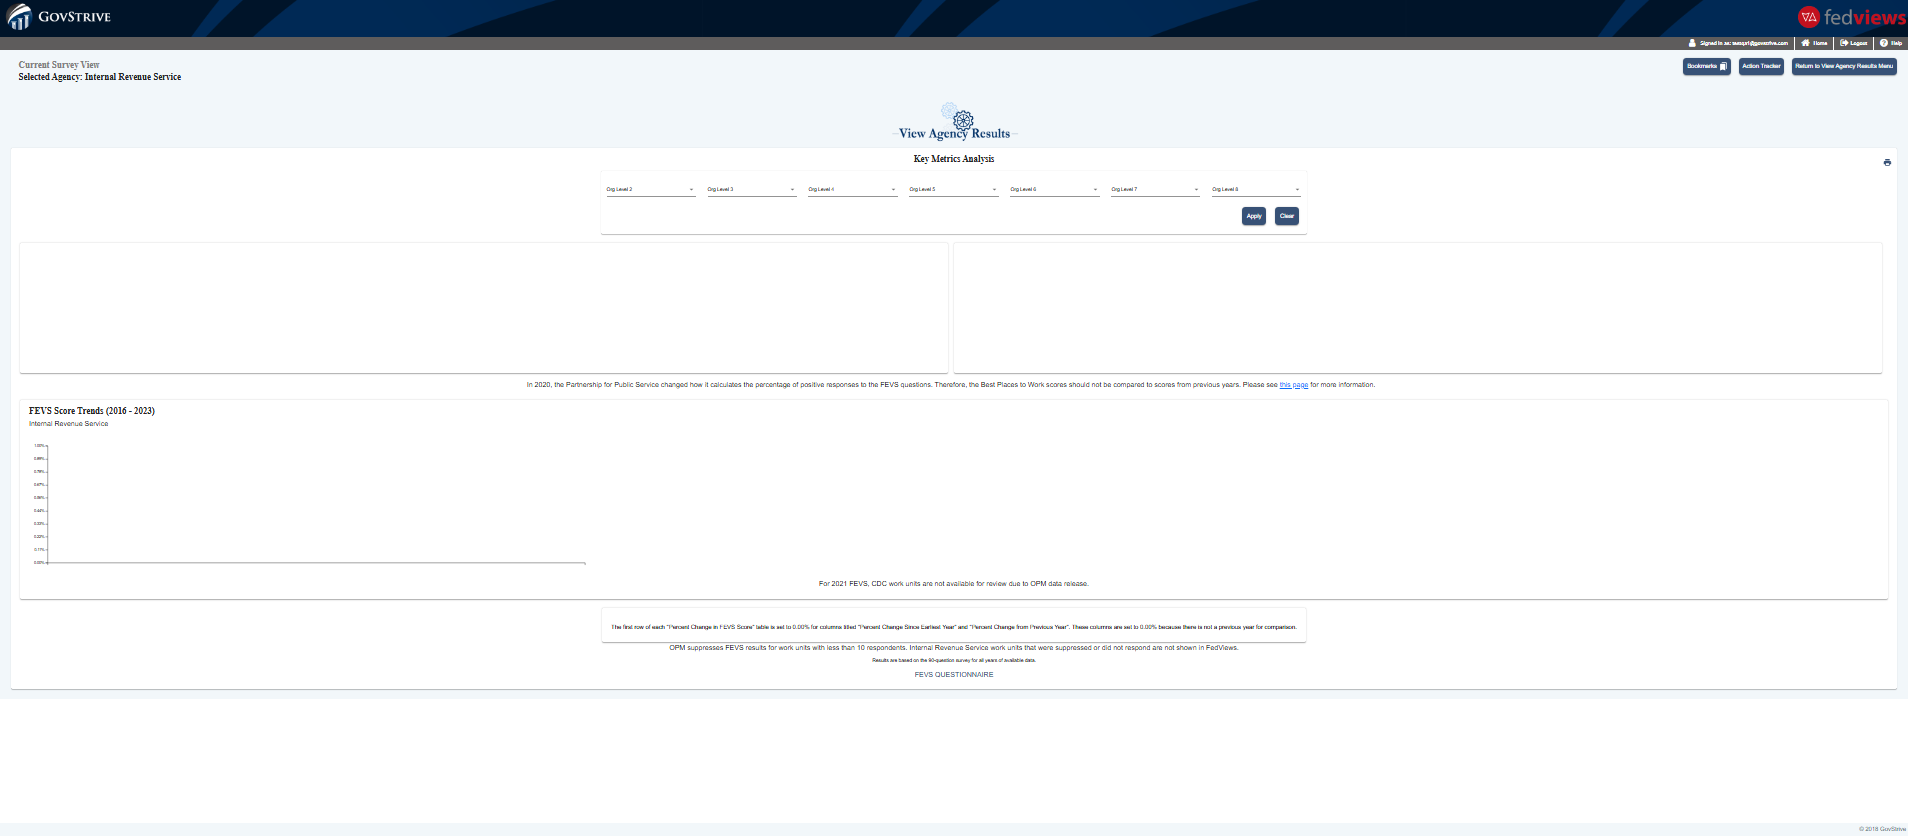 GovStrive
fedviews
Signed in as: Home Logout Help
Current Survey View
Selected Agency: Internal Revenue Service
Bookmarks Action Tracker Return to View Agency Results Menu
View Agency Results
Key Metrics Analysis
Org Level 2 Org Level 3 Org Level 4 Org Level 5 Org Level 6 Org Level 7 Org Level 8
Apply Clear
In 2020, the Partnership for Public Service changed how it calculates the percentage of positive responses to the FEVS questions. Therefore, the Best Places to Work scores should not be compared to scores from previous years. Please see this page for more information.
FEVS Score Trends (2016 - 2023)
Internal Revenue Service
1.00%
0.89%
0.78%
0.67%
0.56%
0.44%
0.33%
0.22%
0.11%
0.00%
For 2021 FEVS, CDC work units are not available for review due to OPM data release.
The first row of each "Percent Change in FEVS Score" table is set to 0.00% for columns titled "Percent Change Since Earliest Year" and "Percent Change from Previous Year". These columns are set to 0.00% because there is not a previous year for comparison.
OPM suppresses FEVS results for work units with less than 10 respondents. Internal Revenue Service work units that were suppressed or did not respond are not shown in FedViews.
Results are based on the 90-question survey for all years of available data.
FEVS QUESTIONNAIRE
© 2018 GovStrive